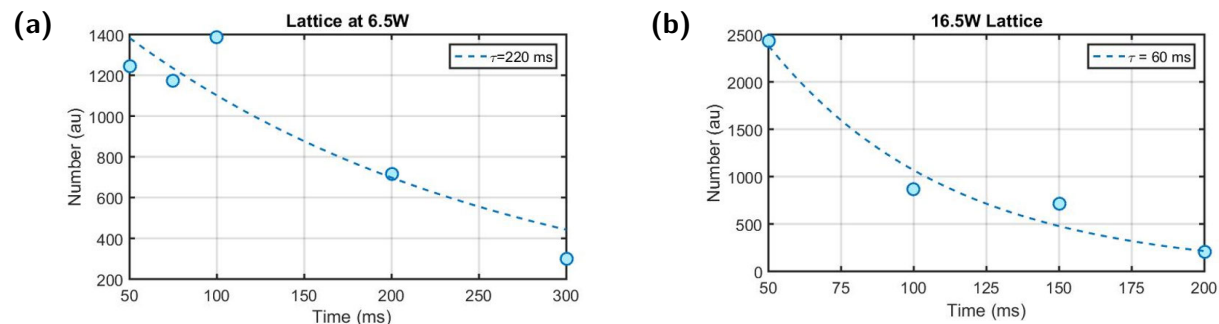 (a)
Lattice at 6.5W
Number (au)
1400
1200
1000
800
600
400
200
τ=220 ms
50
100
150
200
250
300
Time (ms)
(b)
16.5W Lattice
Number (au)
2500
2000
1500
1000
500
0
τ = 60 ms
50
75
100
125
150
175
200
Time (ms)